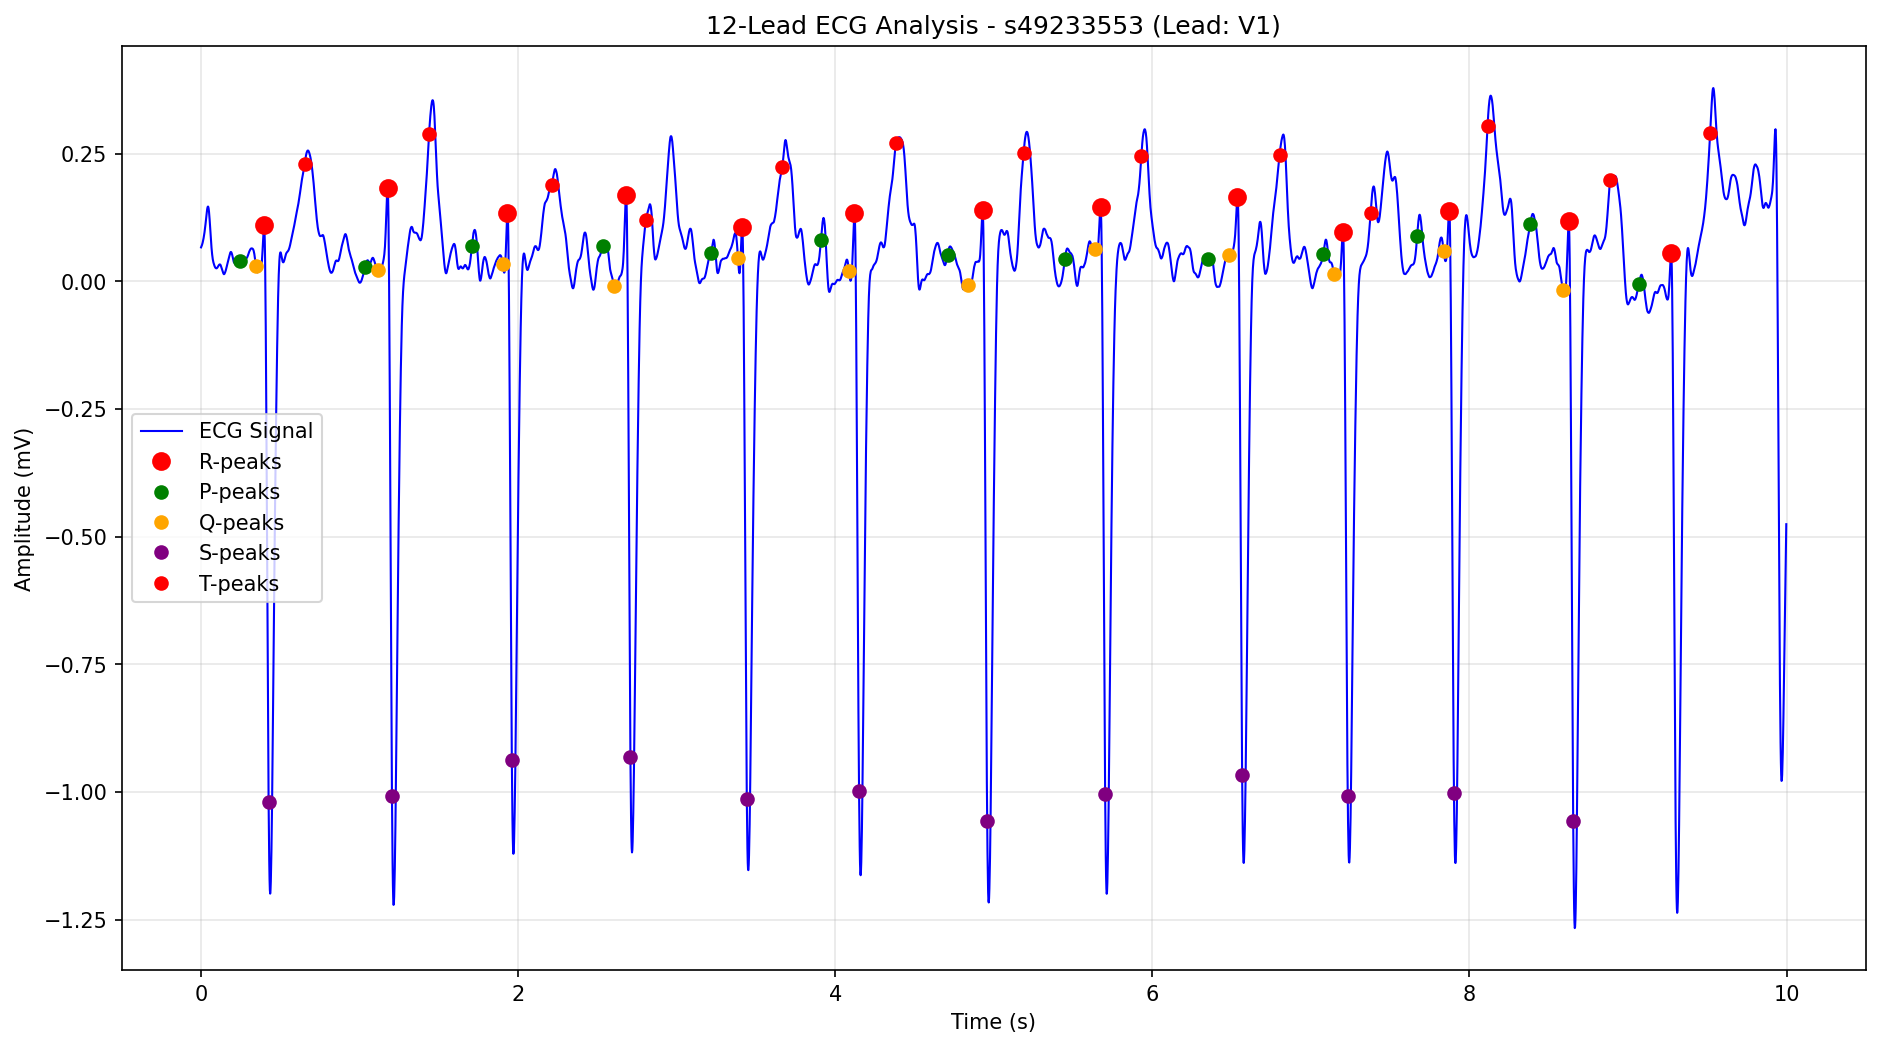 12-Lead ECG Analysis - s49233553 (Lead: V1)
Amplitude (mV)
0.25
0.00
−0.25
−0.50
−0.75
−1.00
−1.25
ECG Signal
R-peaks
P-peaks
Q-peaks
S-peaks
T-peaks
0 2 4 6 8 10
Time (s)